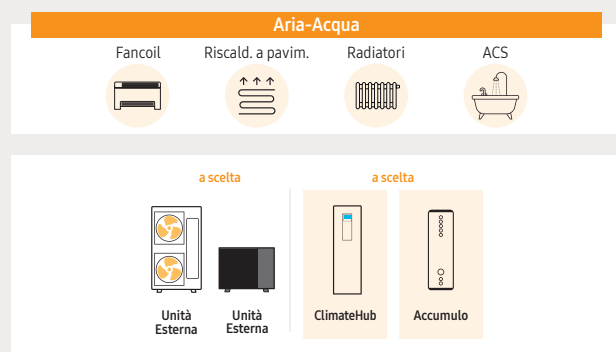 Aria-Acqua
Fancoil
Riscald. a pavim.
Radiatori
ACS
a scelta
a scelta
Unità
Esterna
Unità
Esterna
ClimateHub
Accumulo